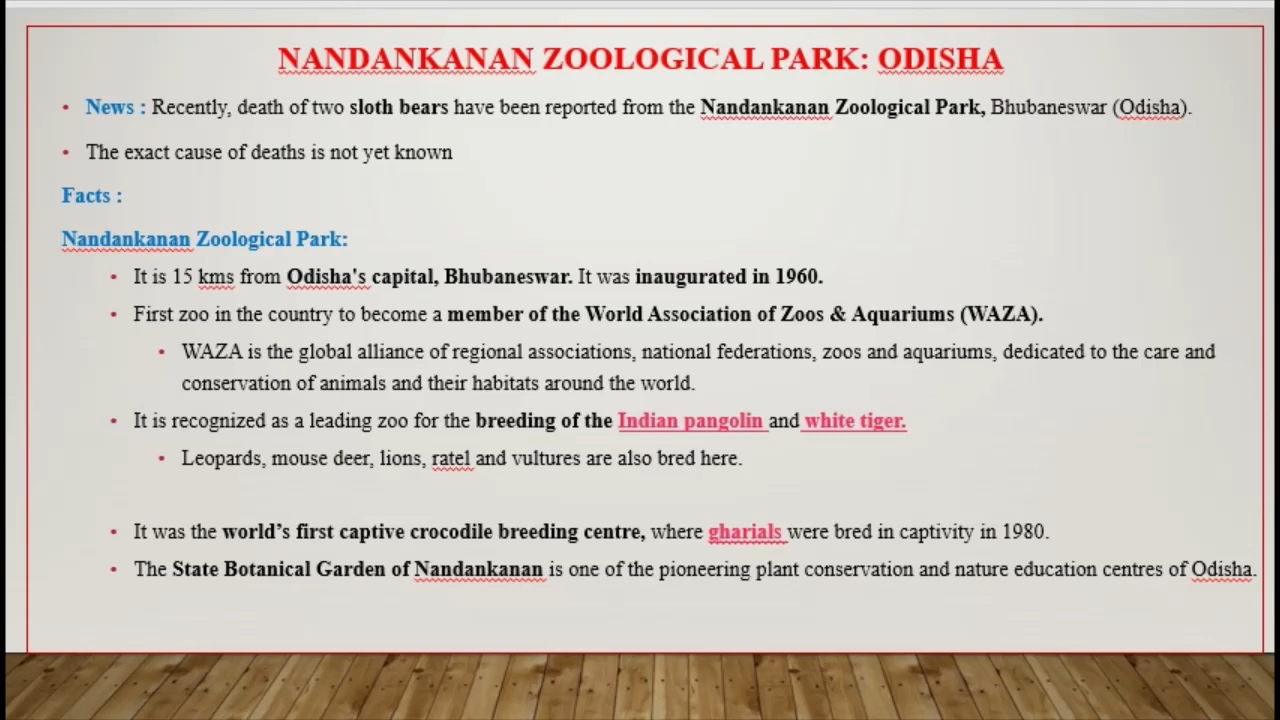 NANDANKANAN ZOOLOGICAL PARK: ODISHA
• News : Recently, death of two sloth bears have been reported from the Nandankanan Zoological Park, Bhubaneswar (Odisha).
• The exact cause of deaths is not yet known
Facts :
Nandankanan Zoological Park:
• It is 15 kms from Odisha's capital, Bhubaneswar. It was inaugurated in 1960.
• First zoo in the country to become a member of the World Association of Zoos & Aquariums (WAZA).
• WAZA is the global alliance of regional associations, national federations, zoos and aquariums, dedicated to the care and
conservation of animals and their habitats around the world.
• It is recognized as a leading zoo for the breeding of the Indian pangolin and white tiger.
• Leopards, mouse deer, lions, ratel and vultures are also bred here.
• It was the world’s first captive crocodile breeding centre, where gharials were bred in captivity in 1980.
• The State Botanical Garden of Nandankanan is one of the pioneering plant conservation and nature education centres of Odisha.